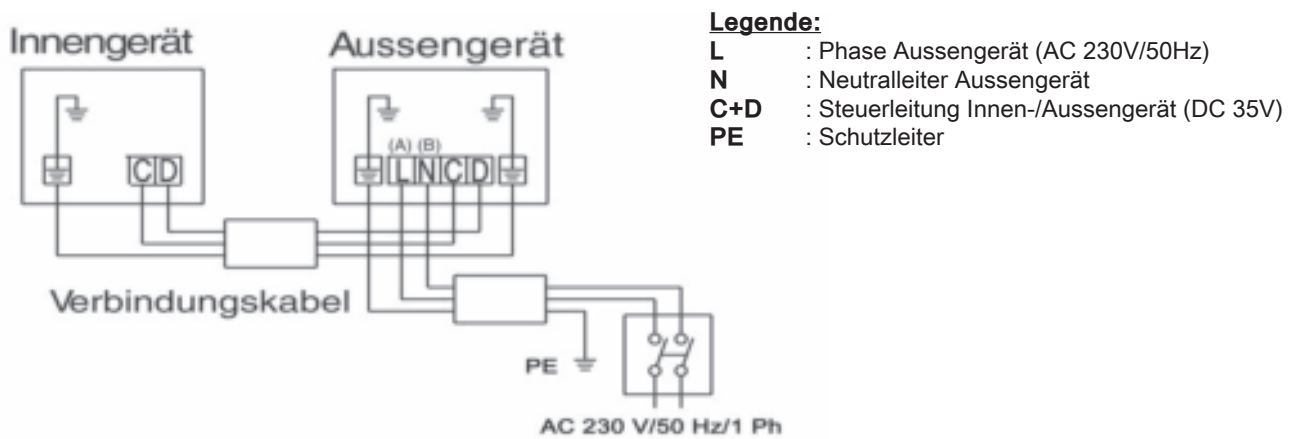 Innengerät
Aussengerät
(A) (B)
C D
L N C D
Verbindungskabel
PE
AC 230 V/50 Hz/1 Ph
Legende:
L : Phase Aussengerät (AC 230V/50Hz)
N : Neutralleiter Aussengerät
C+D : Steuerleitung Innen-/Aussengerät (DC 35V)
PE : Schutzleiter